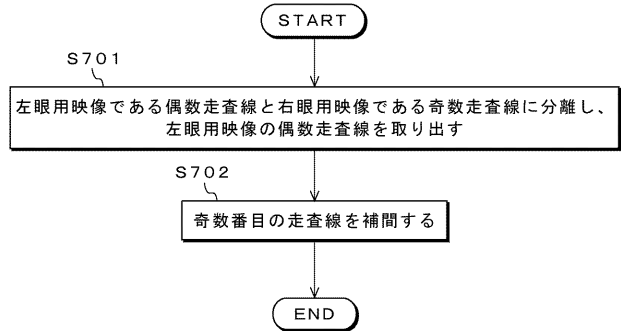 START
S701
左眼用映像である偶数走査線と右眼用映像である奇数走査線に分離し、
左眼用映像の偶数走査線を取り出す
S702
奇数番目の走査線を補間する
END